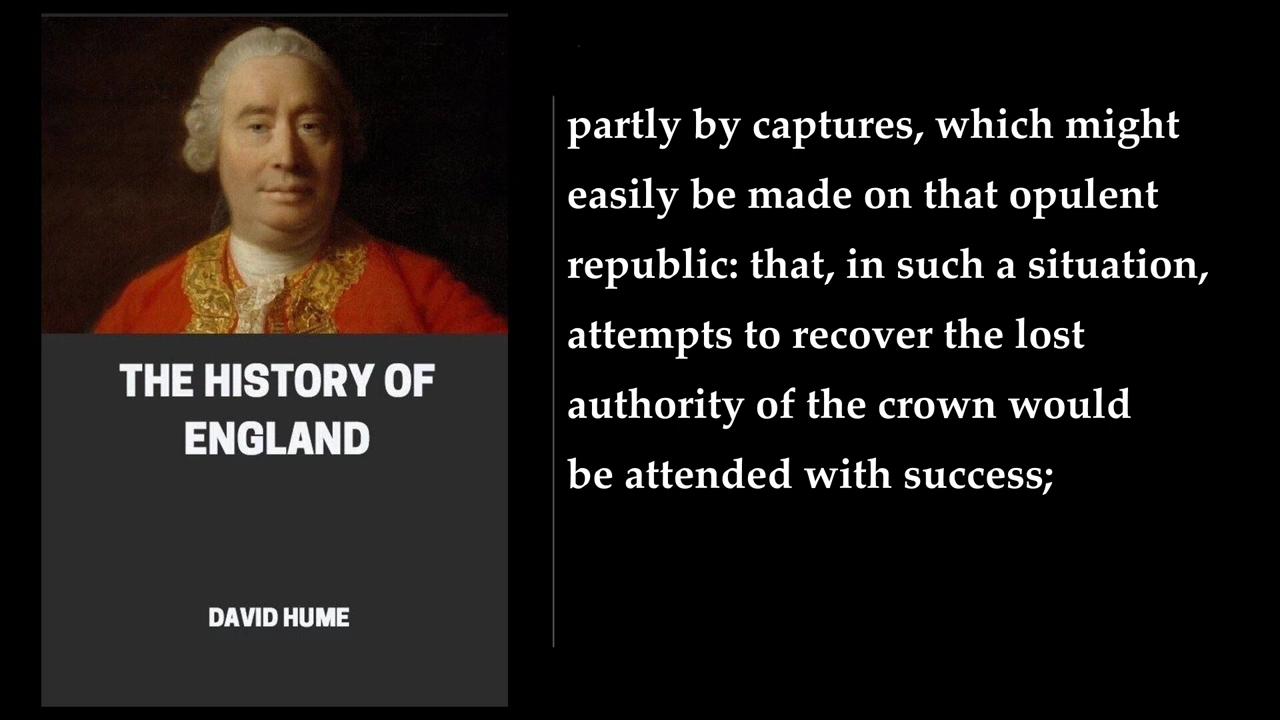 THE HISTORY OF
ENGLAND
DAVID HUME
partly by captures, which might
easily be made on that opulent
republic: that, in such a situation,
attempts to recover the lost
authority of the crown would
be attended with success;